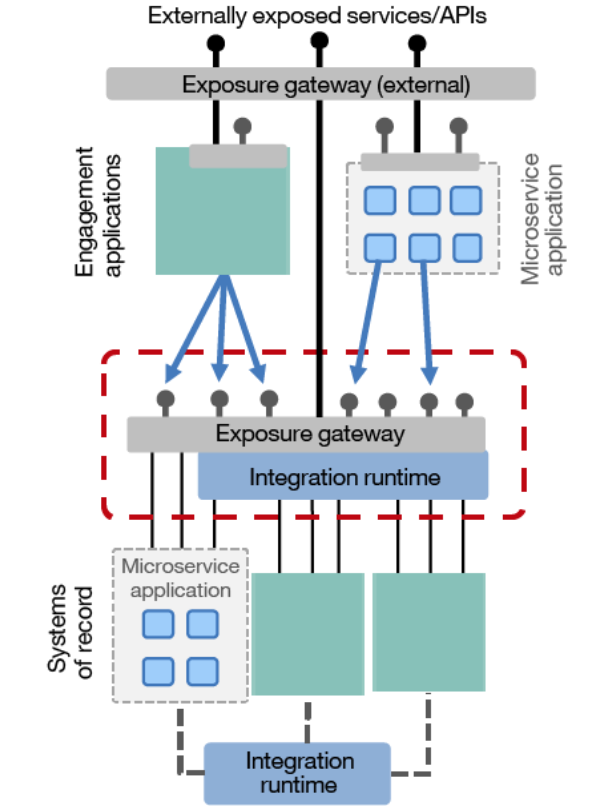 Externally exposed services/APIs
Exposure gateway (external)
Engagement
applications
Microservice
application
Exposure gateway
Integration runtime
Systems
of record
Microservice
application
Integration
runtime